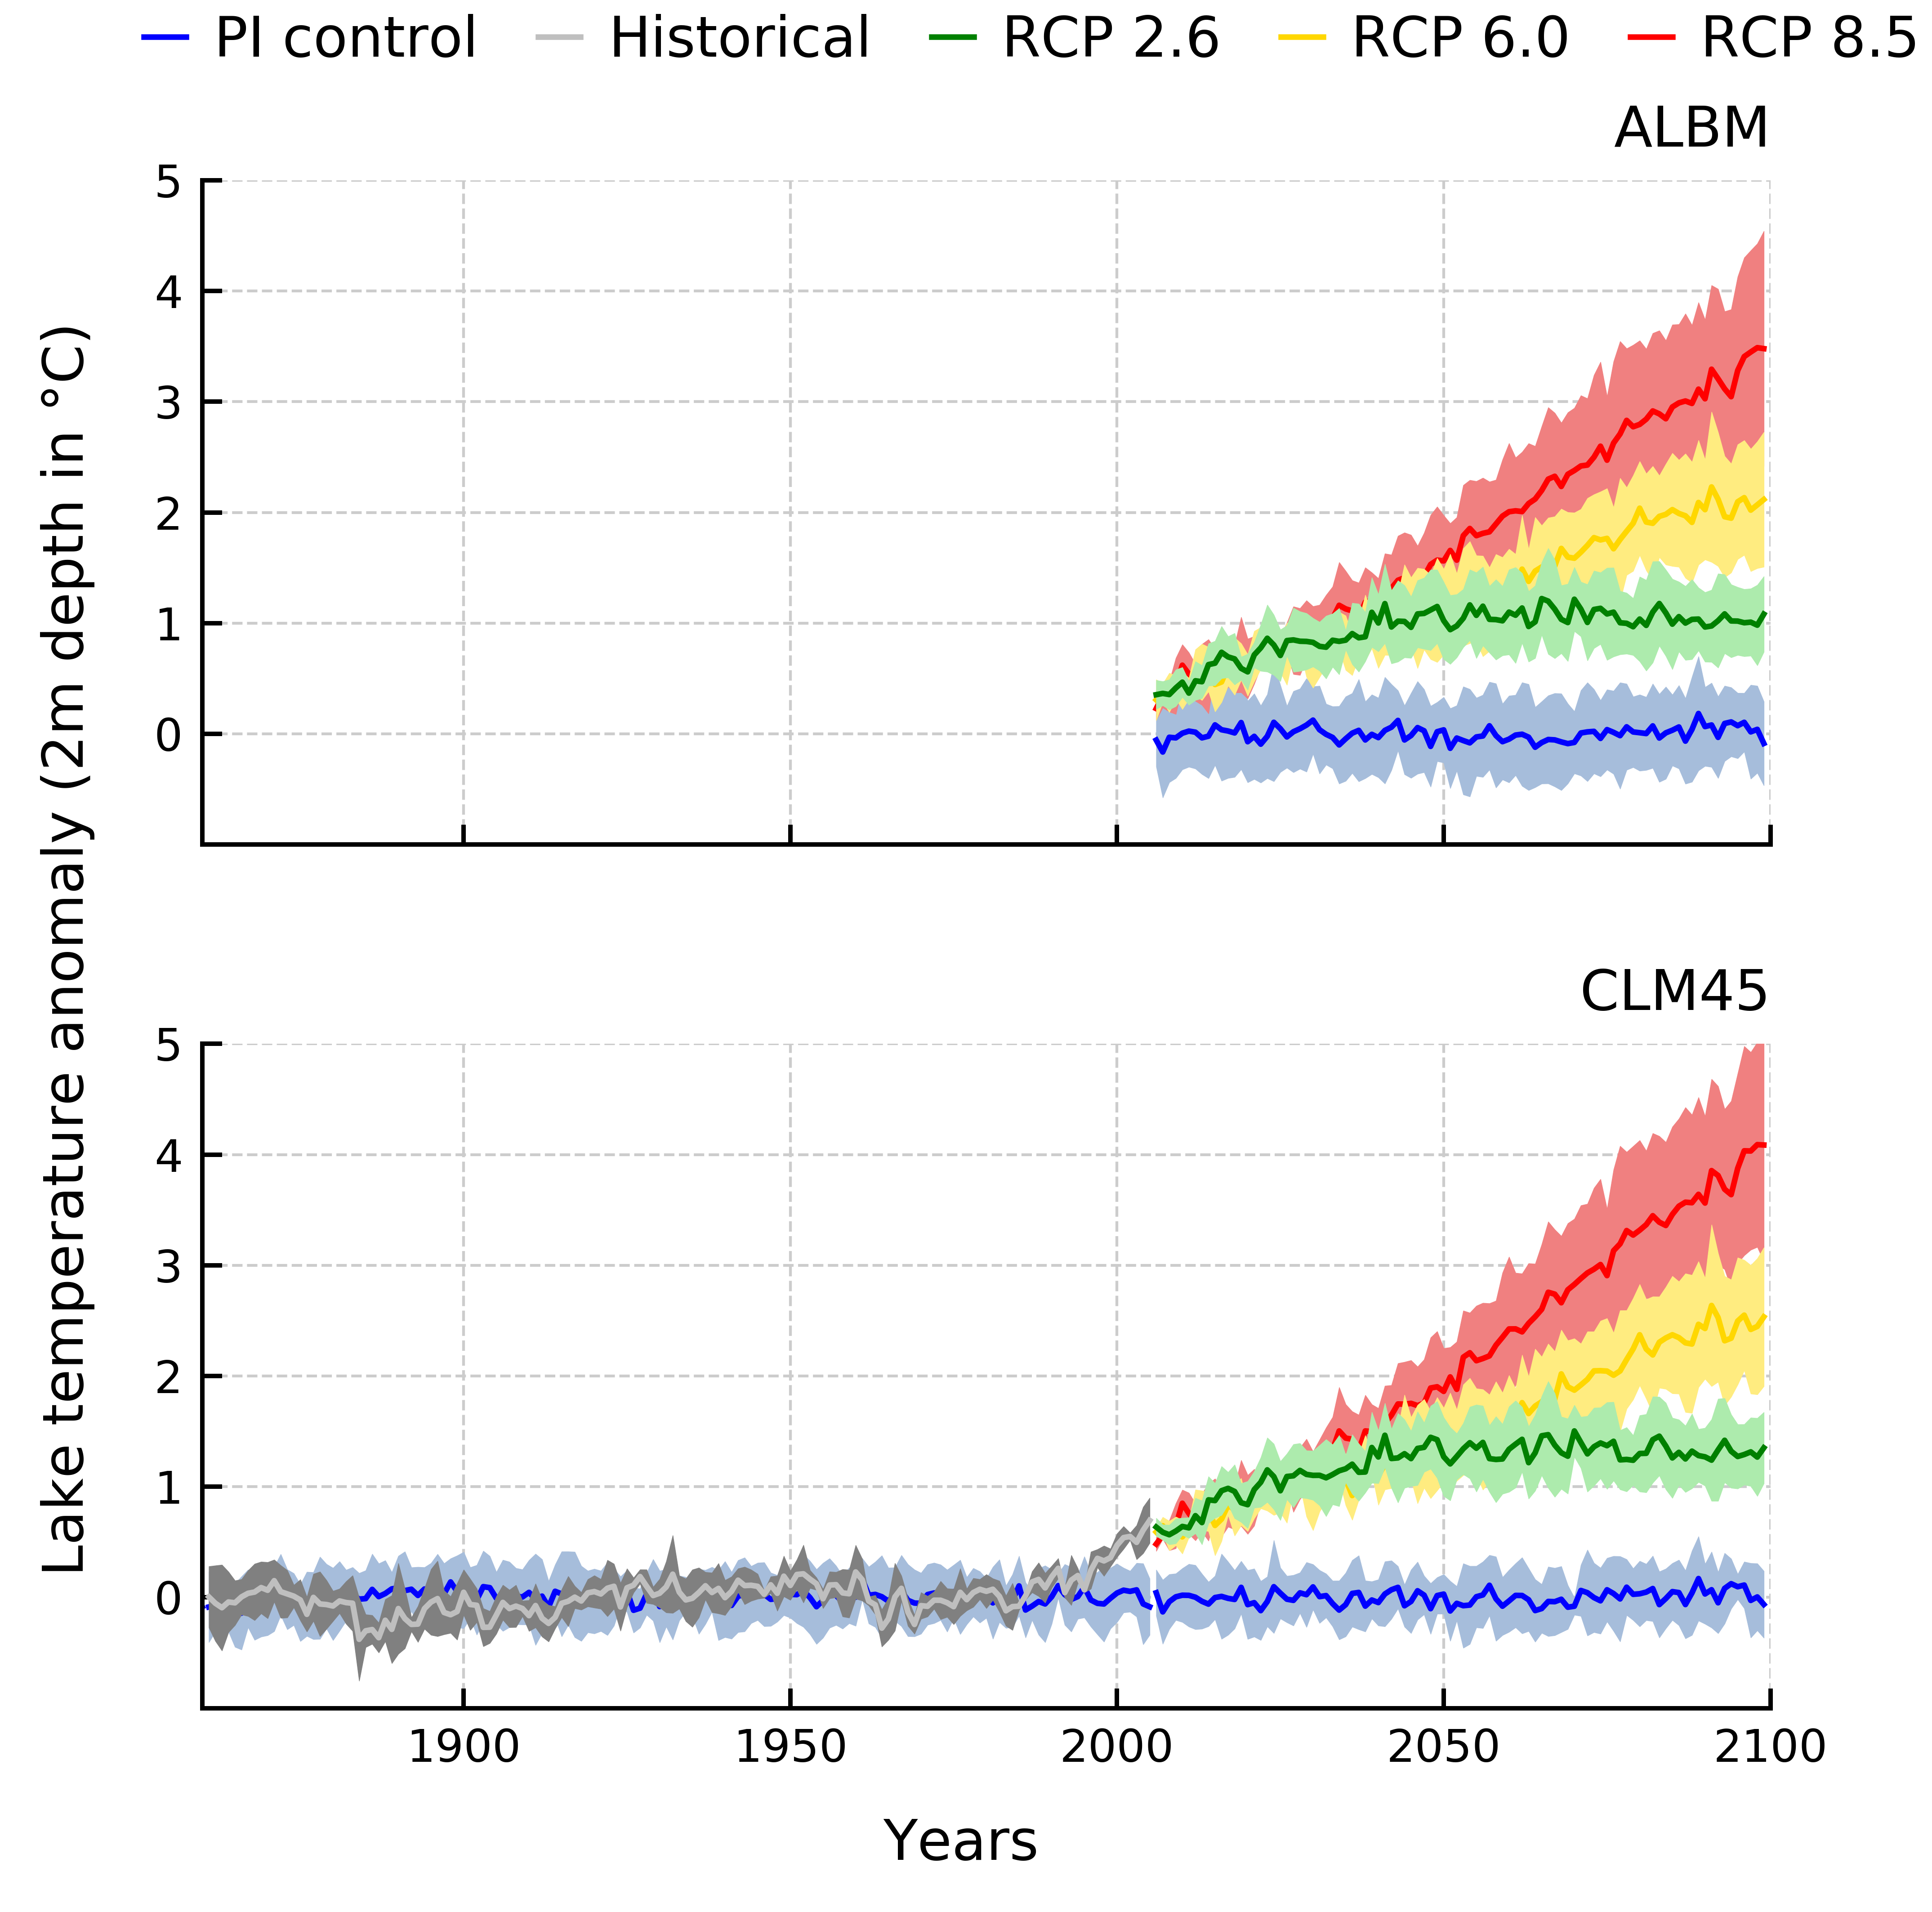 PI control Historical RCP 2.6 RCP 6.0 RCP 8.5
ALBM
5
4
3
2
1
0
Lake temperature anomaly (2m depth in °C)
CLM45
5
4
3
2
1
0
1900 1950 2000 2050 2100
Years